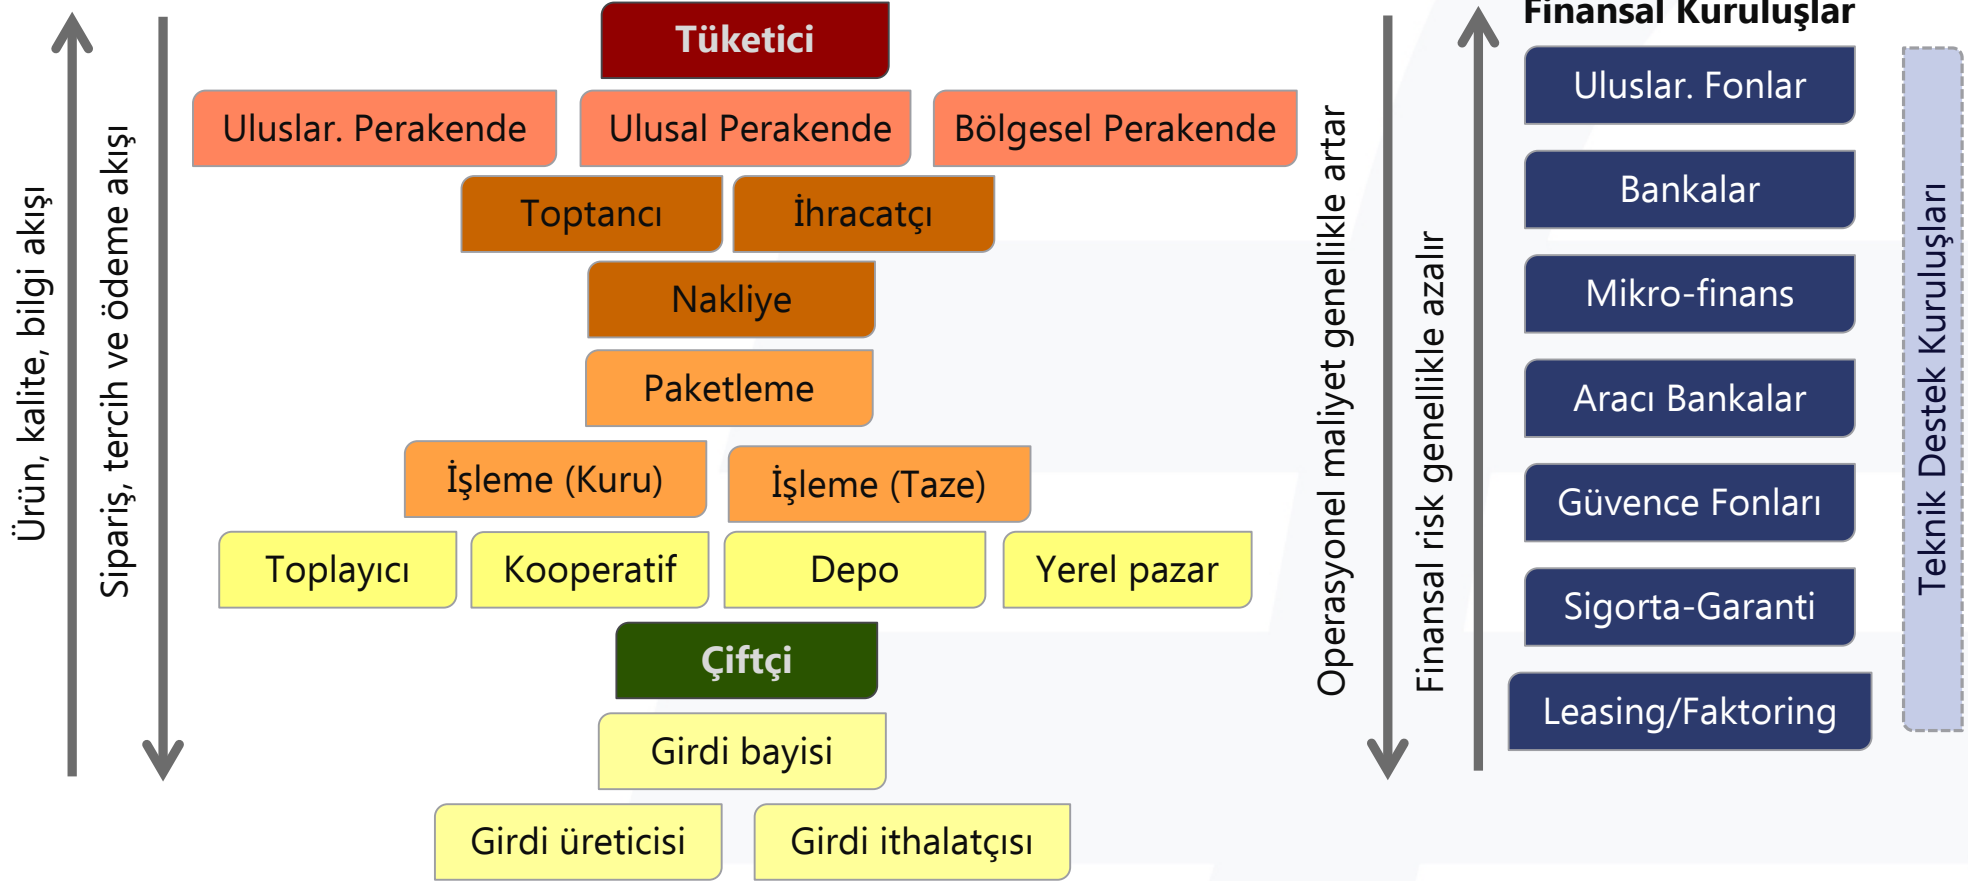 Ürün, kalite, bilgi akışı
Sipariş, tercih ve ödeme akışı
Tüketici
Uluslar. Perakende
Ulusal Perakende
Bölgesel Perakende
Toptancı
İhracatçı
Nakliye
Paketleme
İşleme (Kuru)
İşleme (Taze)
Toplayıcı
Kooperatif
Depo
Yerel pazar
Çiftçi
Girdi bayisi
Girdi üreticisi
Girdi ithalatçısı
Operasyonel maliyet genellikle artar
Finansal risk genellikle azalır
Finansal Kuruluşlar
Uluslar. Fonlar
Bankalar
Mikro-finans
Aracı Bankalar
Güvence Fonları
Sigorta-Garanti
Leasing/Faktoring
Teknik Destek Kuruluşları